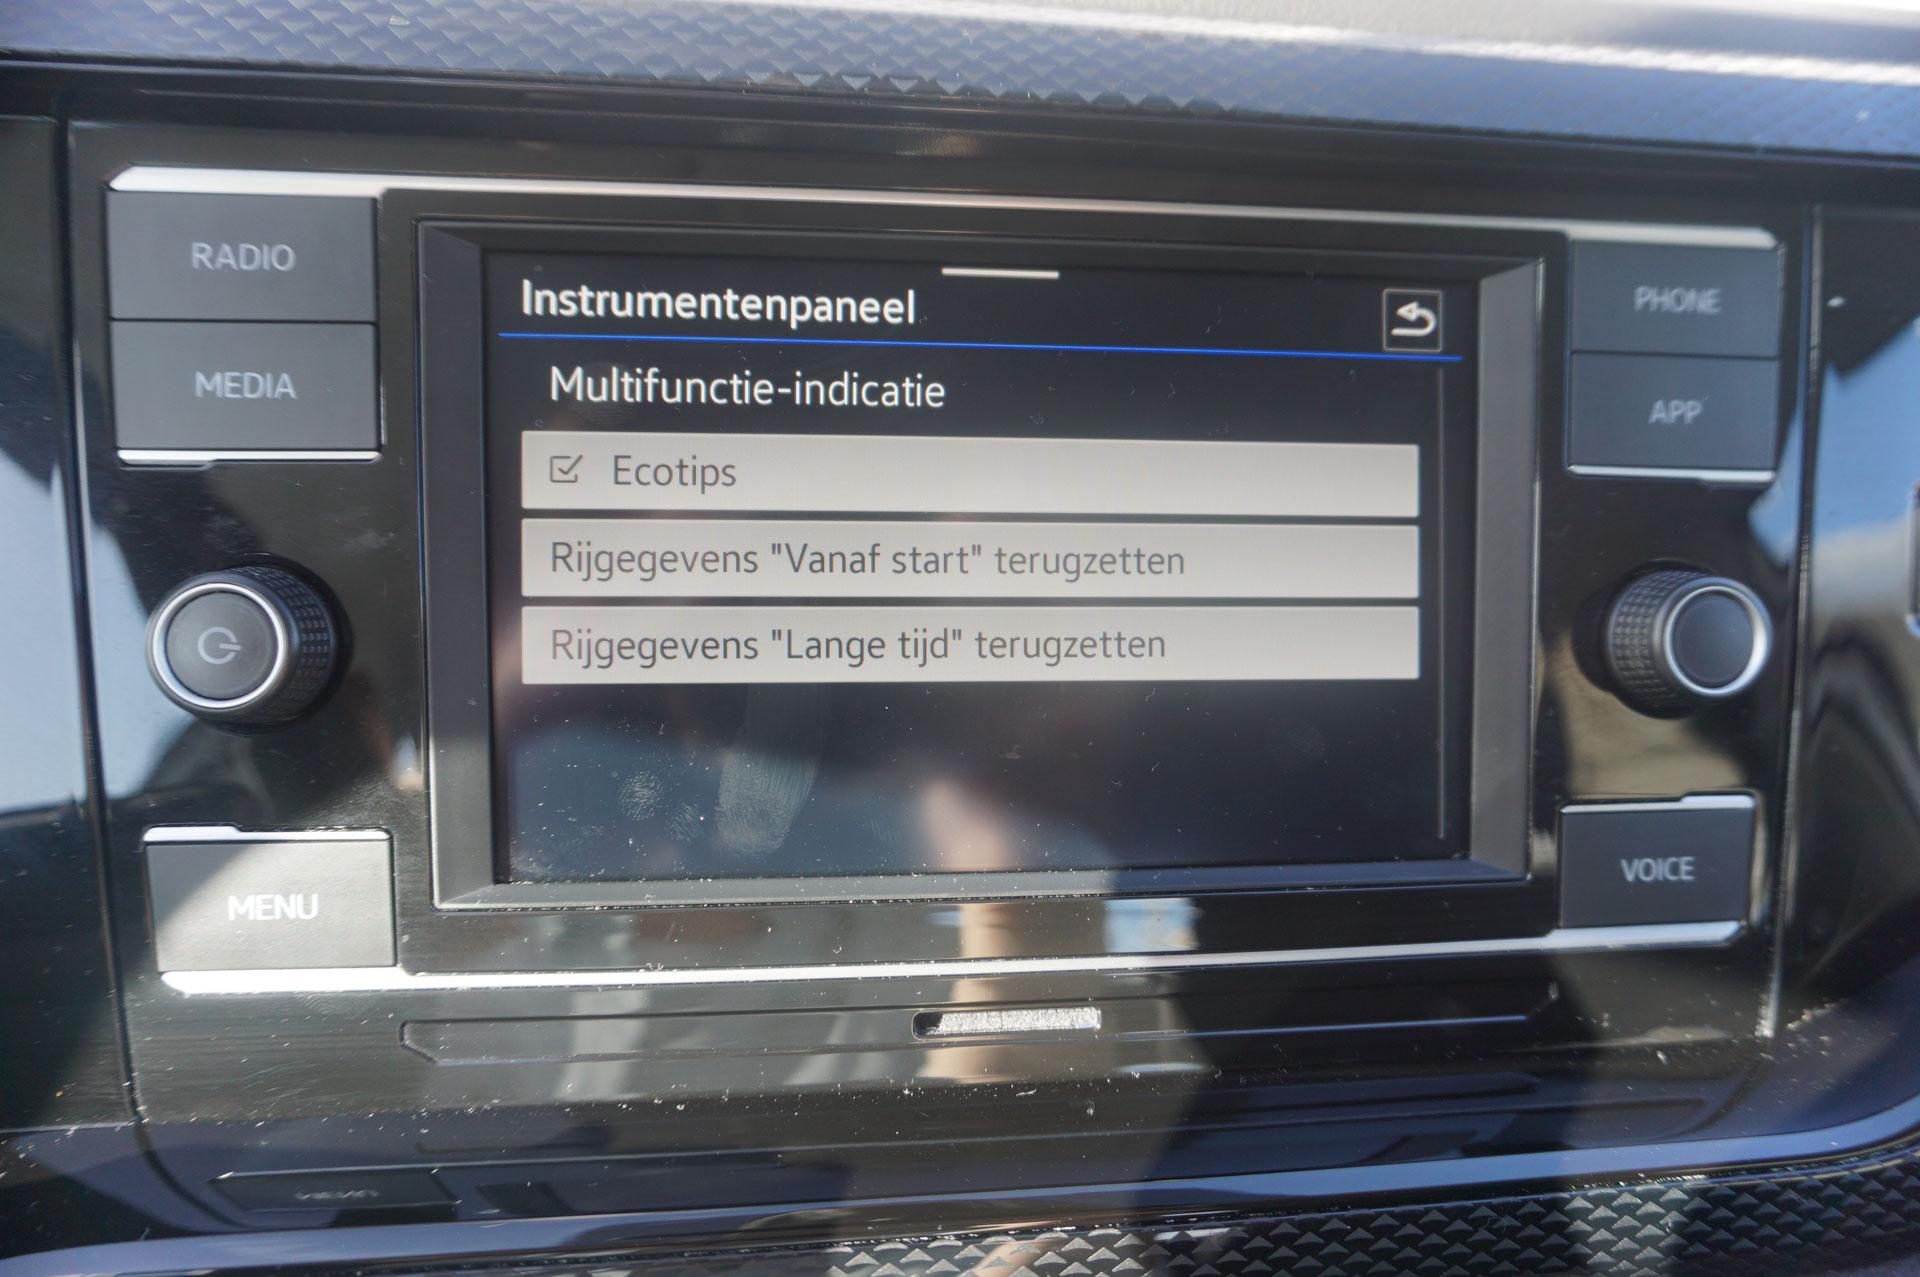 RADIO
MEDIA
MENU
Instrumentenpaneel
Multifunctie-indicatie
Ecotips
Rijgegevens "Vanaf start" terugzetten
Rijgegevens "Lange tijd" terugzetten
PHONE
APP
VOICE